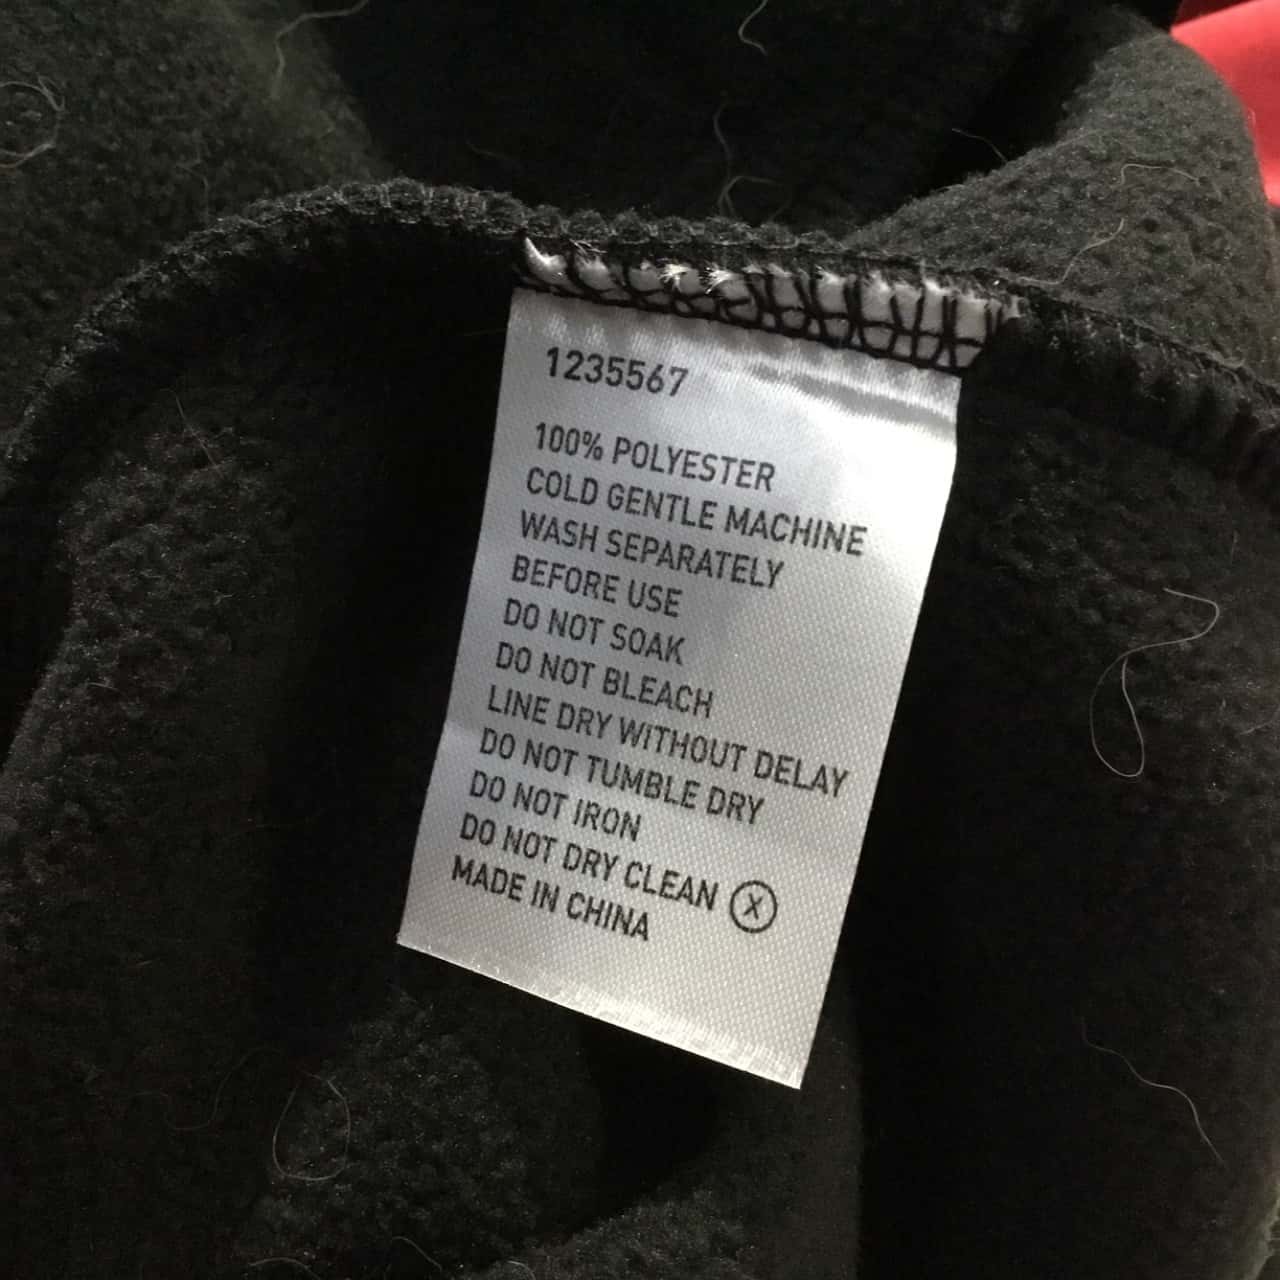 1235567
100% POLYESTER
COLD GENTLE MACHINE
WASH SEPARATELY
BEFORE USE
DO NOT SOAK
DO NOT BLEACH
LINE DRY WITHOUT DELAY
DO NOT TUMBLE DRY
DO NOT IRON
DO NOT DRY CLEAN Ⓧ
MADE IN CHINA